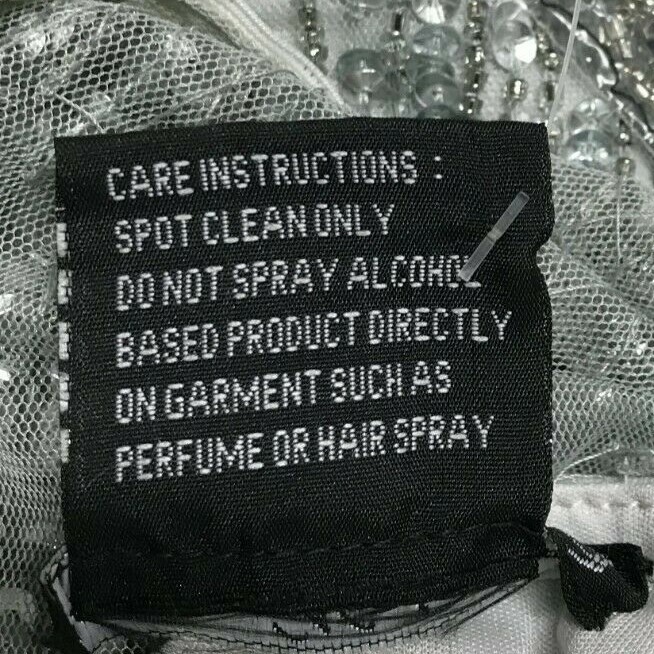 CARE INSTRUCTIONS :
SPOT CLEAN ONLY
DO NOT SPRAY ALCOHOL
BASED PRODUCT DIRECTLY
ON GARMENT SUCH AS
PERFUME OR HAIR SPRAY